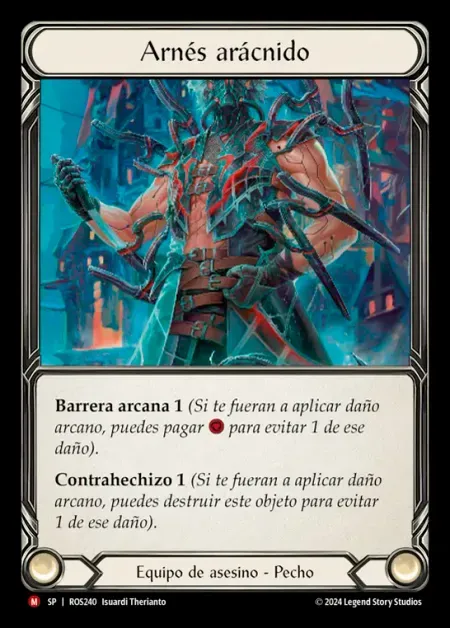 Arnés arácnido
Barrera arcana 1 (Si te fueran a aplicar daño
arcano, puedes pagar para evitar 1 de ese
daño).
Contrahechizo 1 (Si te fueran a aplicar daño
arcano, puedes destruir este objeto para evitar
1 de ese daño).
Equipo de asesino - Pecho
M SP | ROS240 Isuardi Therianto © 2024 Legend Story Studios